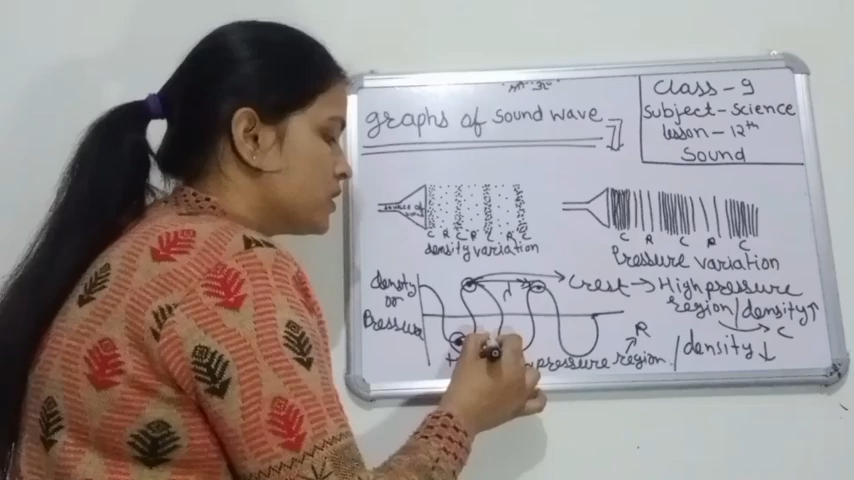 graphs of sound wave
Class - 9
Subject - Science
lesson - 12th
Sound
C R C R C R C
density variation
C R C R C
Pressure variation
density
or
Pressure
λ
Crest → High pressure
region / density ↑
C
R
pressure region / density ↓